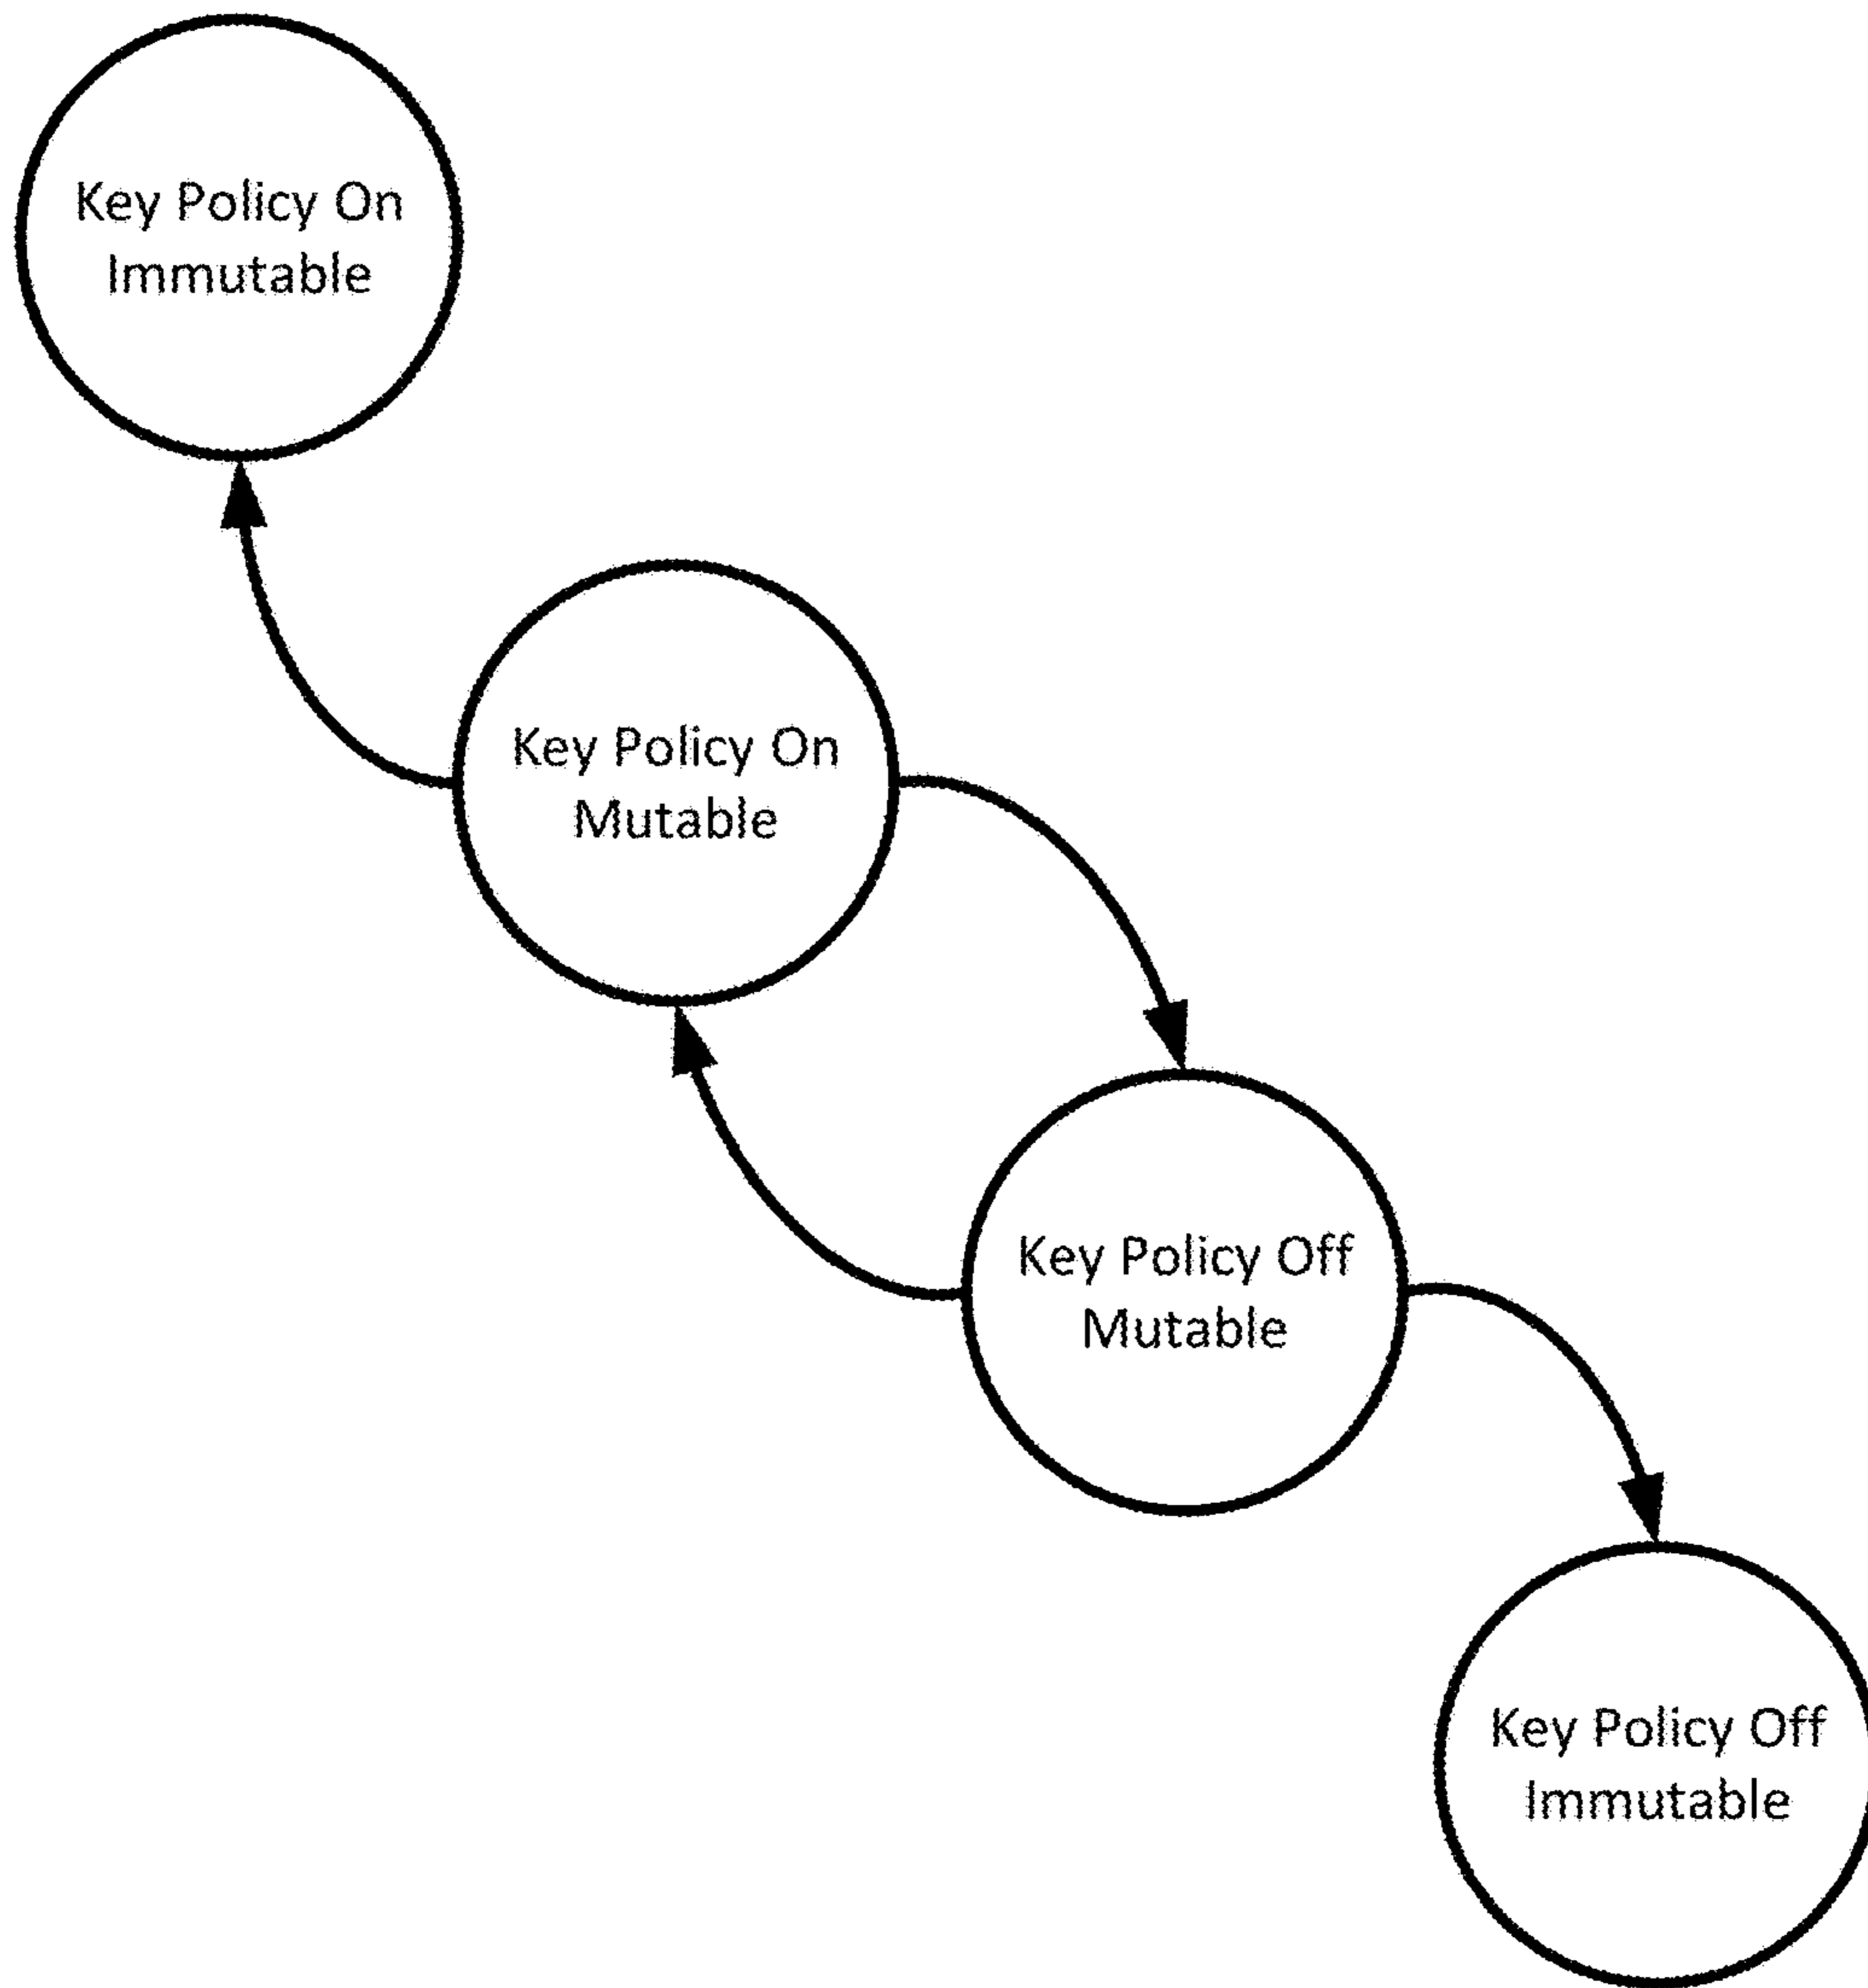 Key Policy On
Immutable
Key Policy On
Mutable
Key Policy Off
Mutable
Key Policy Off
Immutable